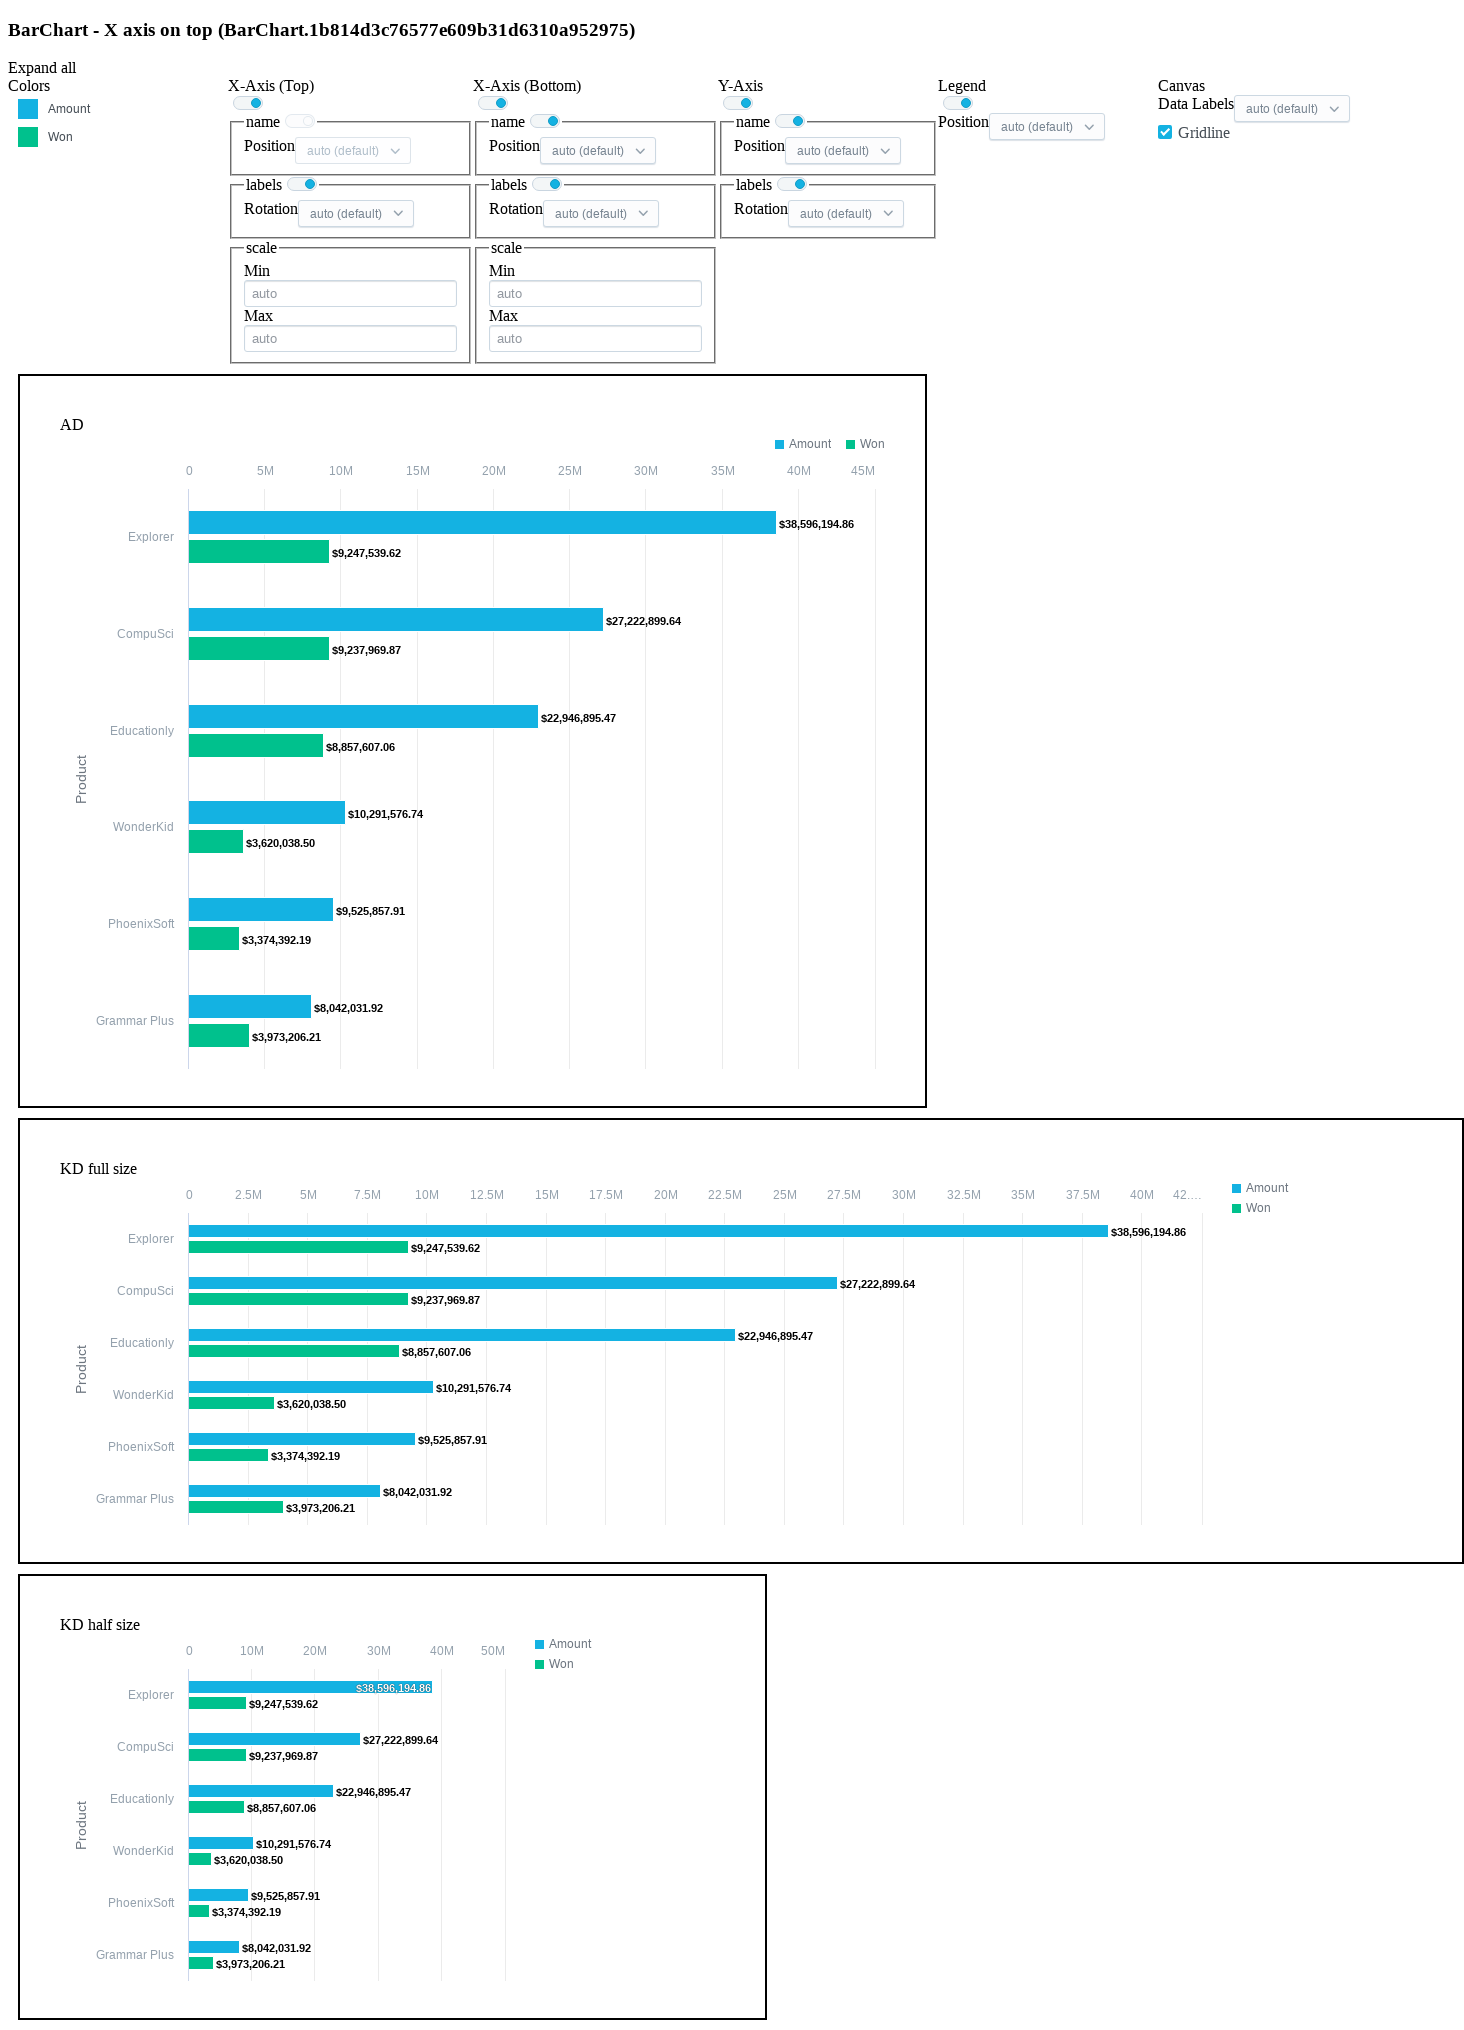 BarChart - X axis on top (BarChart.1b814d3c76577e609b31d6310a952975)
Expand all
Colors
Amount
Won
X-Axis (Top)
name
Position auto (default)
labels
Rotation auto (default)
scale
Min
auto
Max
auto
X-Axis (Bottom)
name
Position auto (default)
labels
Rotation auto (default)
scale
Min
auto
Max
auto
Y-Axis
name
Position auto (default)
labels
Rotation auto (default)
Legend
Position auto (default)
Canvas
Data Labels auto (default)
Gridline
AD
Amount Won
0 5M 10M 15M 20M 25M 30M 35M 40M 45M
Product
Explorer
$38,596,194.86
$9,247,539.62
CompuSci
$27,222,899.64
$9,237,969.87
Educationly
$22,946,895.47
$8,857,607.06
WonderKid
$10,291,576.74
$3,620,038.50
PhoenixSoft
$9,525,857.91
$3,374,392.19
Grammar Plus
$8,042,031.92
$3,973,206.21
KD full size
Amount
Won
0 2.5M 5M 7.5M 10M 12.5M 15M 17.5M 20M 22.5M 25M 27.5M 30M 32.5M 35M 37.5M 40M 42....
Product
Explorer
$38,596,194.86
$9,247,539.62
CompuSci
$27,222,899.64
$9,237,969.87
Educationly
$22,946,895.47
$8,857,607.06
WonderKid
$10,291,576.74
$3,620,038.50
PhoenixSoft
$9,525,857.91
$3,374,392.19
Grammar Plus
$8,042,031.92
$3,973,206.21
KD half size
Amount
Won
0 10M 20M 30M 40M 50M
Product
Explorer
$38,596,194.86
$9,247,539.62
CompuSci
$27,222,899.64
$9,237,969.87
Educationly
$22,946,895.47
$8,857,607.06
WonderKid
$10,291,576.74
$3,620,038.50
PhoenixSoft
$9,525,857.91
$3,374,392.19
Grammar Plus
$8,042,031.92
$3,973,206.21